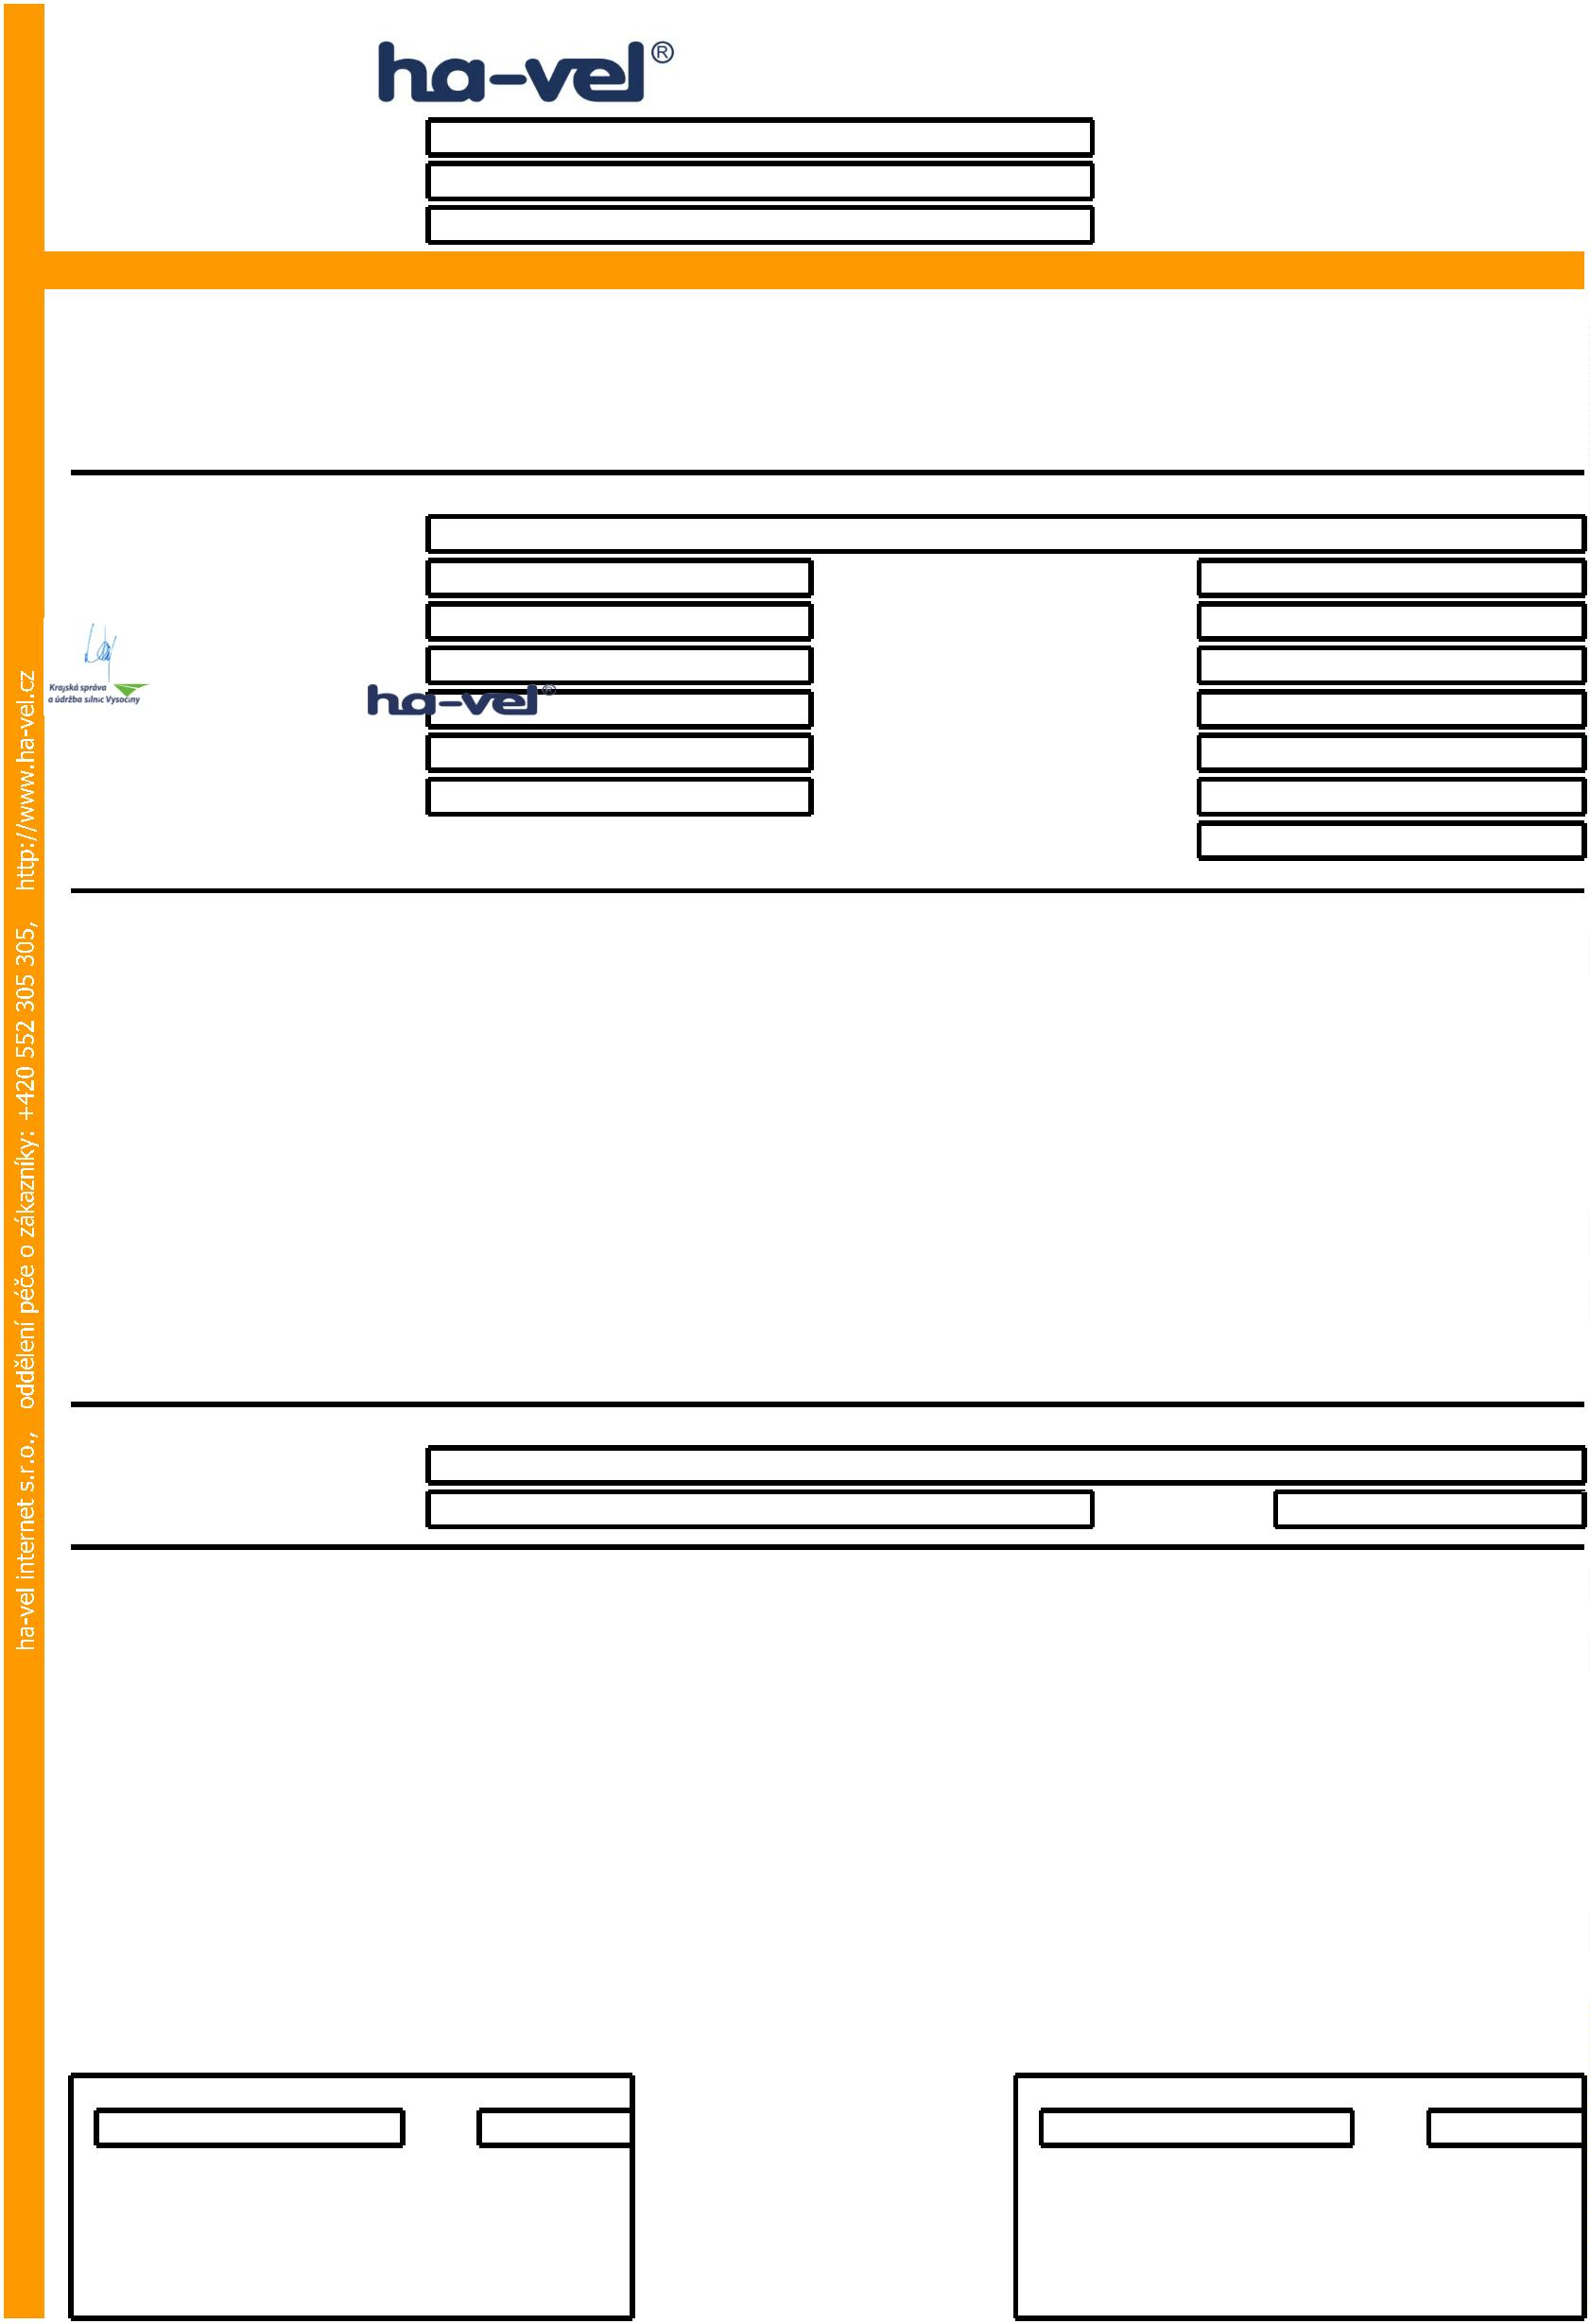 ha-vel®
Krajská správa
a údržba silnic Vysočiny
ha-vel®
ha-vel internet s.r.o., oddělení péče o zákazníky: +420 552 305 305, http://www.ha-vel.cz